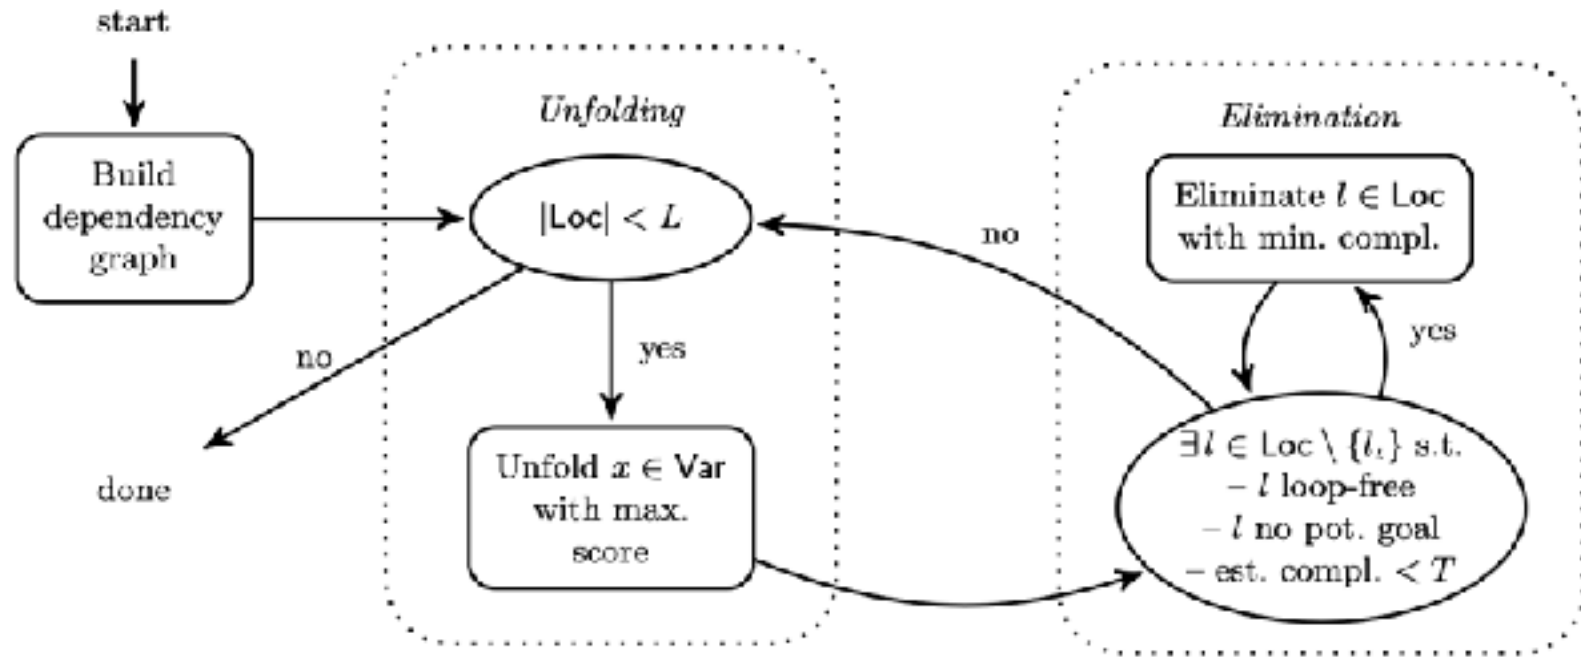 start
Build
dependency
graph
no
done
Unfolding
|Loc| < L
yes
Unfold x ∈ Var
with max.
score
no
Elimination
Eliminate l ∈ Loc
with min. compl.
yes
∃ l ∈ Loc \ {lι} s.t.
– l loop-free
– l no pot. goal
– est. compl. < T